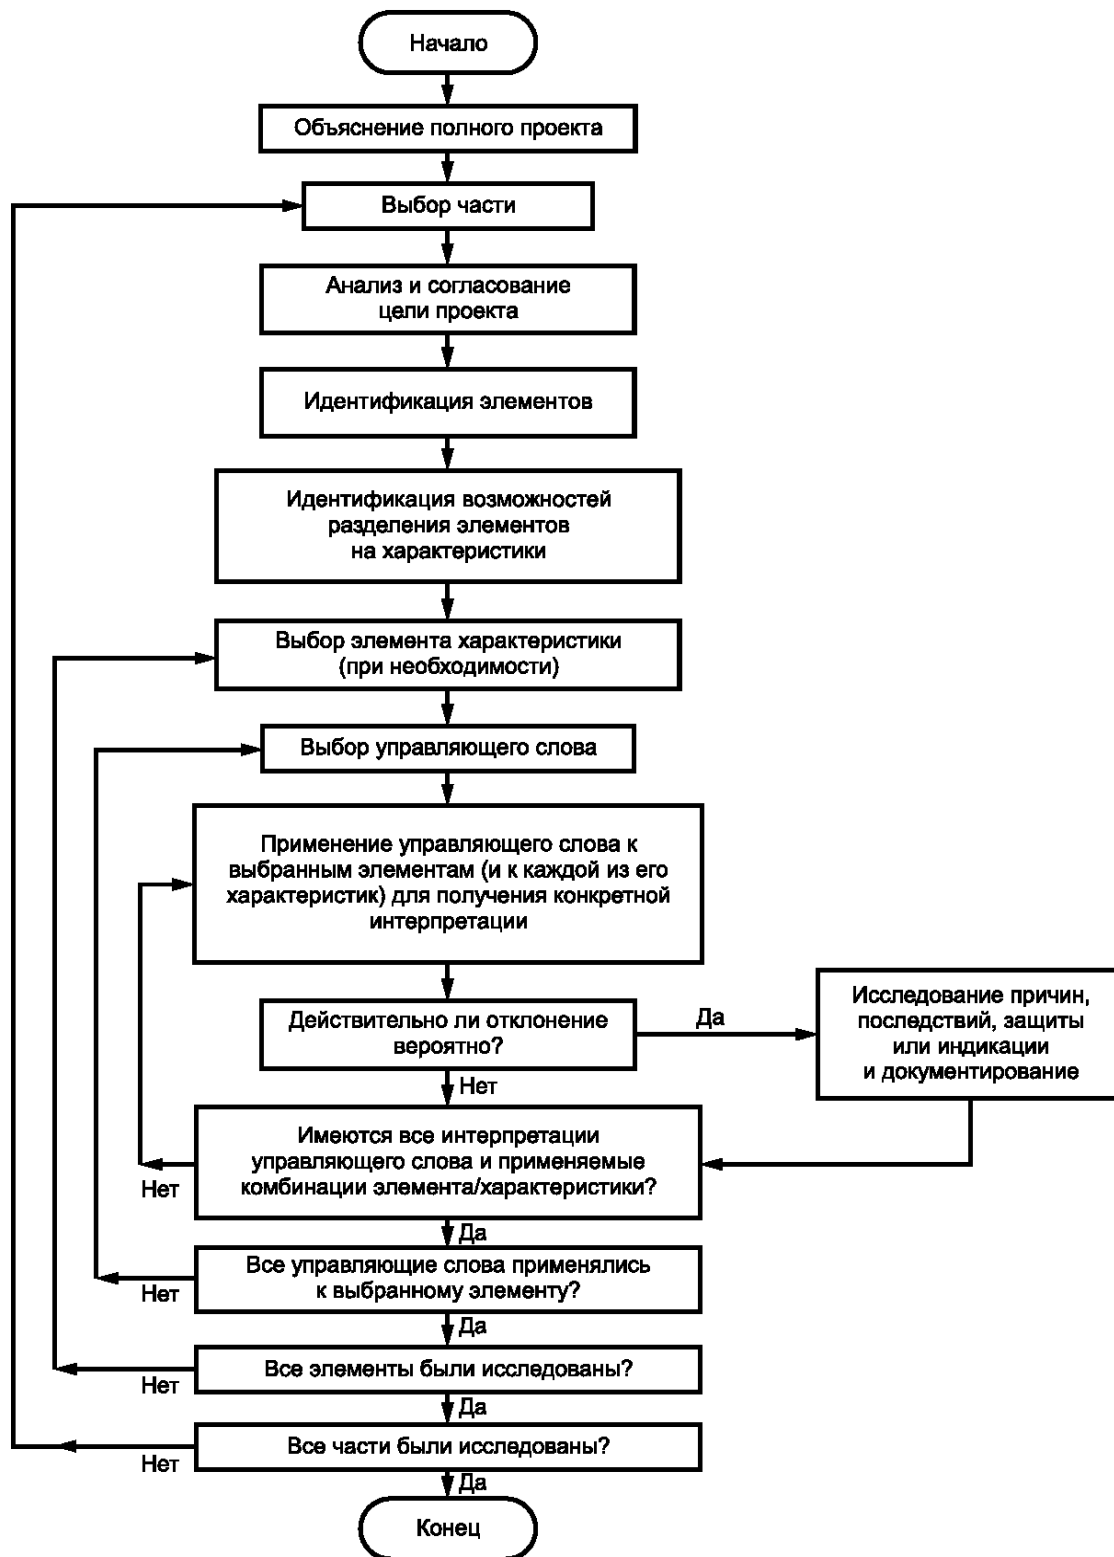 Начало
Объяснение полного проекта
Выбор части
Анализ и согласование
цели проекта
Идентификация элементов
Идентификация возможностей
разделения элементов
на характеристики
Выбор элемента характеристики
(при необходимости)
Выбор управляющего слова
Применение управляющего слова к
выбранным элементам (и к каждой из его
характеристик) для получения конкретной
интерпретации
Действительно ли отклонение
вероятно?
Да
Исследование причин,
последствий, защиты
или индикации
и документирование
Нет
Имеются все интерпретации
управляющего слова и применяемые
комбинации элемента/характеристики?
Нет
Да
Все управляющие слова применялись
к выбранному элементу?
Нет
Да
Все элементы были исследованы?
Нет
Да
Все части были исследованы?
Нет
Да
Конец